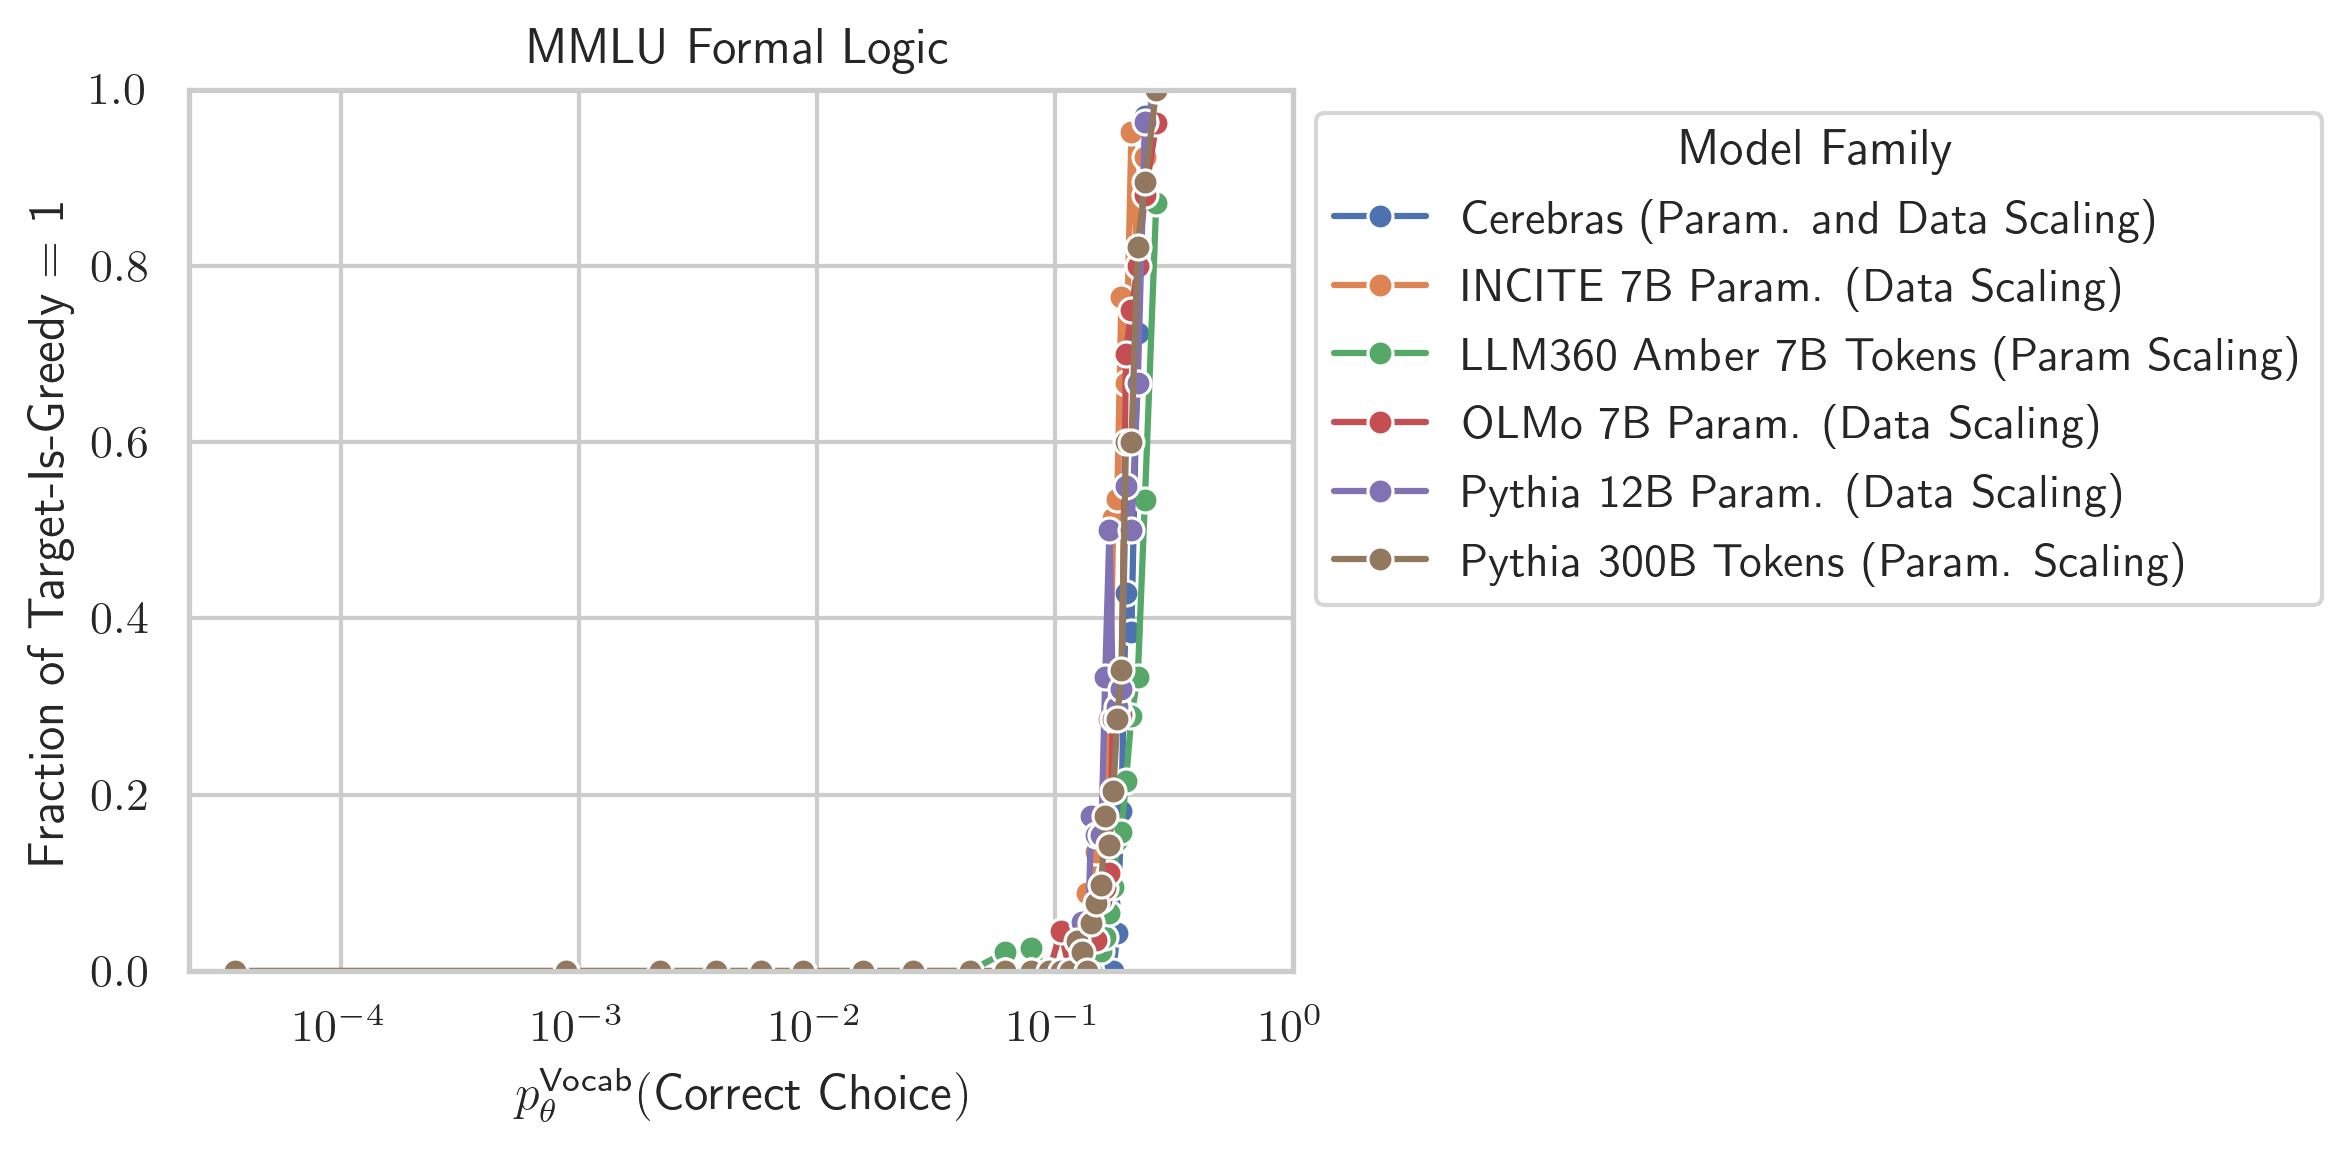 MMLU Formal Logic
1.0
0.8
0.6
0.4
0.2
0.0
Fraction of Target-Is-Greedy = 1
10⁻⁴ 10⁻³ 10⁻² 10⁻¹ 10⁰
p_θ^Vocab(Correct Choice)
Model Family
Cerebras (Param. and Data Scaling)
INCITE 7B Param. (Data Scaling)
LLM360 Amber 7B Tokens (Param Scaling)
OLMo 7B Param. (Data Scaling)
Pythia 12B Param. (Data Scaling)
Pythia 300B Tokens (Param. Scaling)